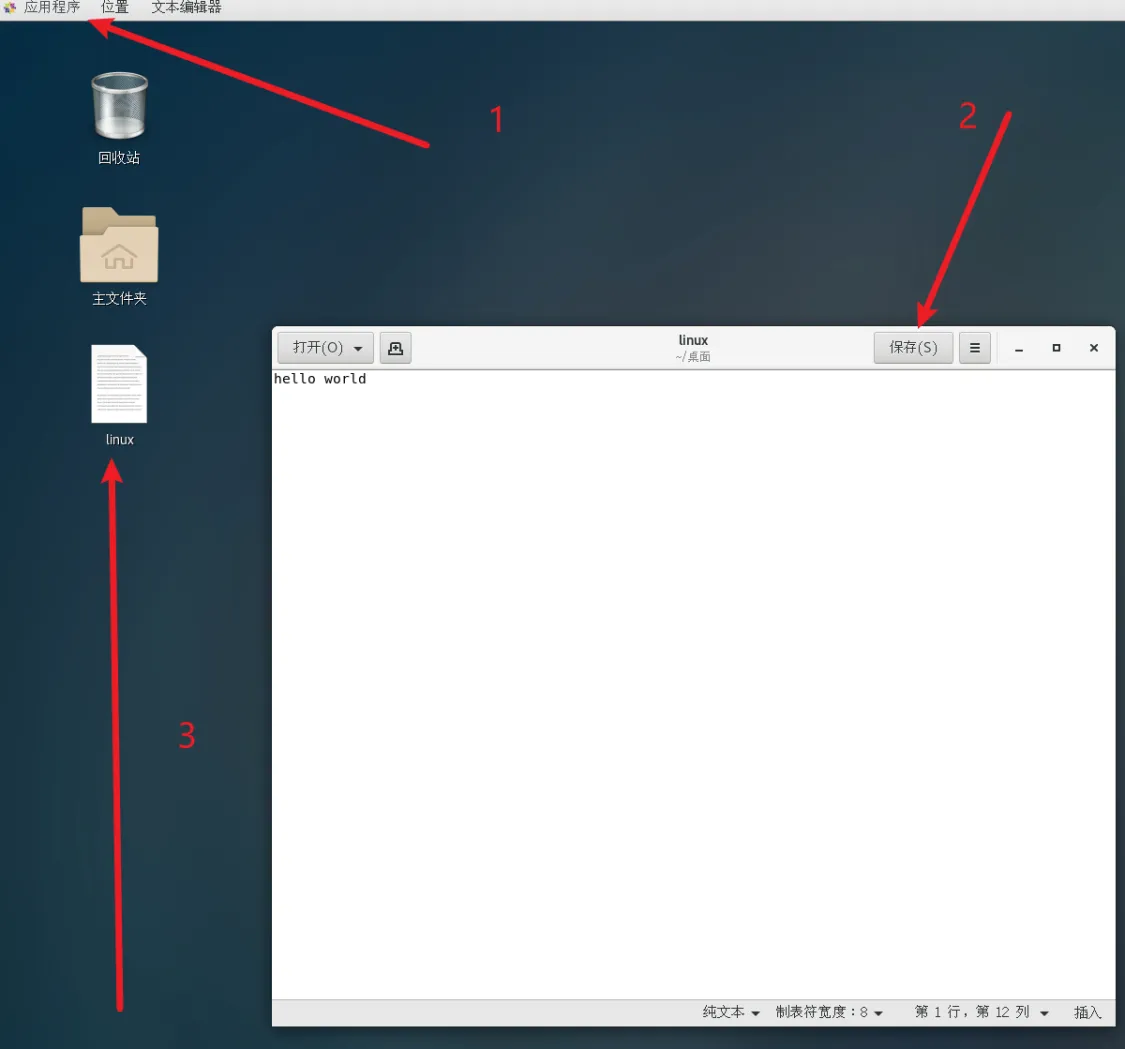 应用程序 位置 文本编辑器
1
2
回收站
主文件夹
linux
打开(O)
linux
~/桌面
保存(S)
hello world
3
纯文本 制表符宽度：8 第 1 行，第 12 列 插入